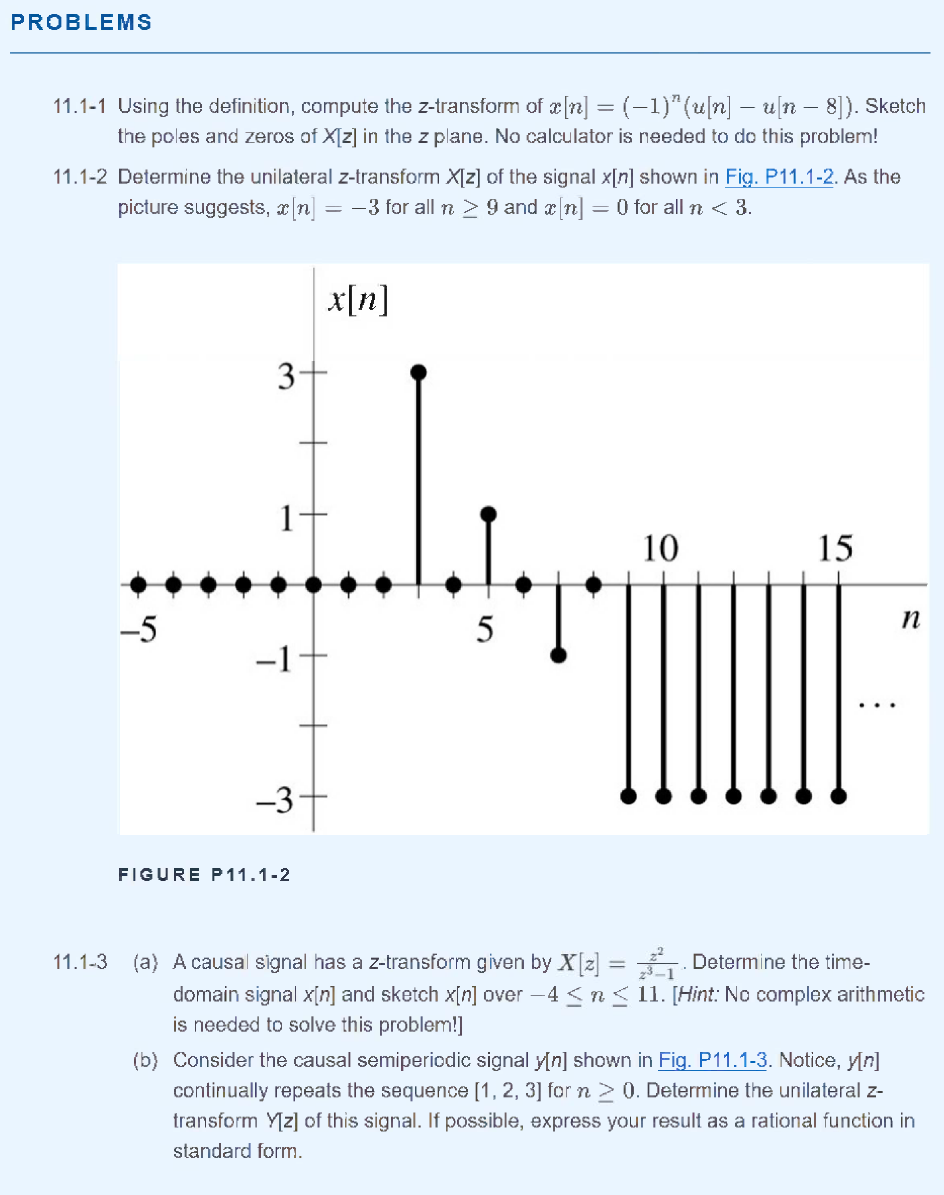 PROBLEMS
11.1-1 Using the definition, compute the z-transform of x[n] = (−1)ⁿ(u[n] − u[n − 8]). Sketch
the poles and zeros of X[z] in the z plane. No calculator is needed to do this problem!
11.1-2 Determine the unilateral z-transform X[z] of the signal x[n] shown in Fig. P11.1-2. As the
picture suggests, x[n] = −3 for all n ≥ 9 and x[n] = 0 for all n < 3.
x[n]
3
1
10 15
−5 5 n
−1
...
−3
FIGURE P11.1-2
11.1-3 (a) A causal signal has a z-transform given by X[z] = z²/(z³−1). Determine the time-
domain signal x[n] and sketch x[n] over −4 ≤ n ≤ 11. [Hint: No complex arithmetic
is needed to solve this problem!]
(b) Consider the causal semiperiodic signal y[n] shown in Fig. P11.1-3. Notice, y[n]
continually repeats the sequence [1, 2, 3] for n ≥ 0. Determine the unilateral z-
transform Y[z] of this signal. If possible, express your result as a rational function in
standard form.